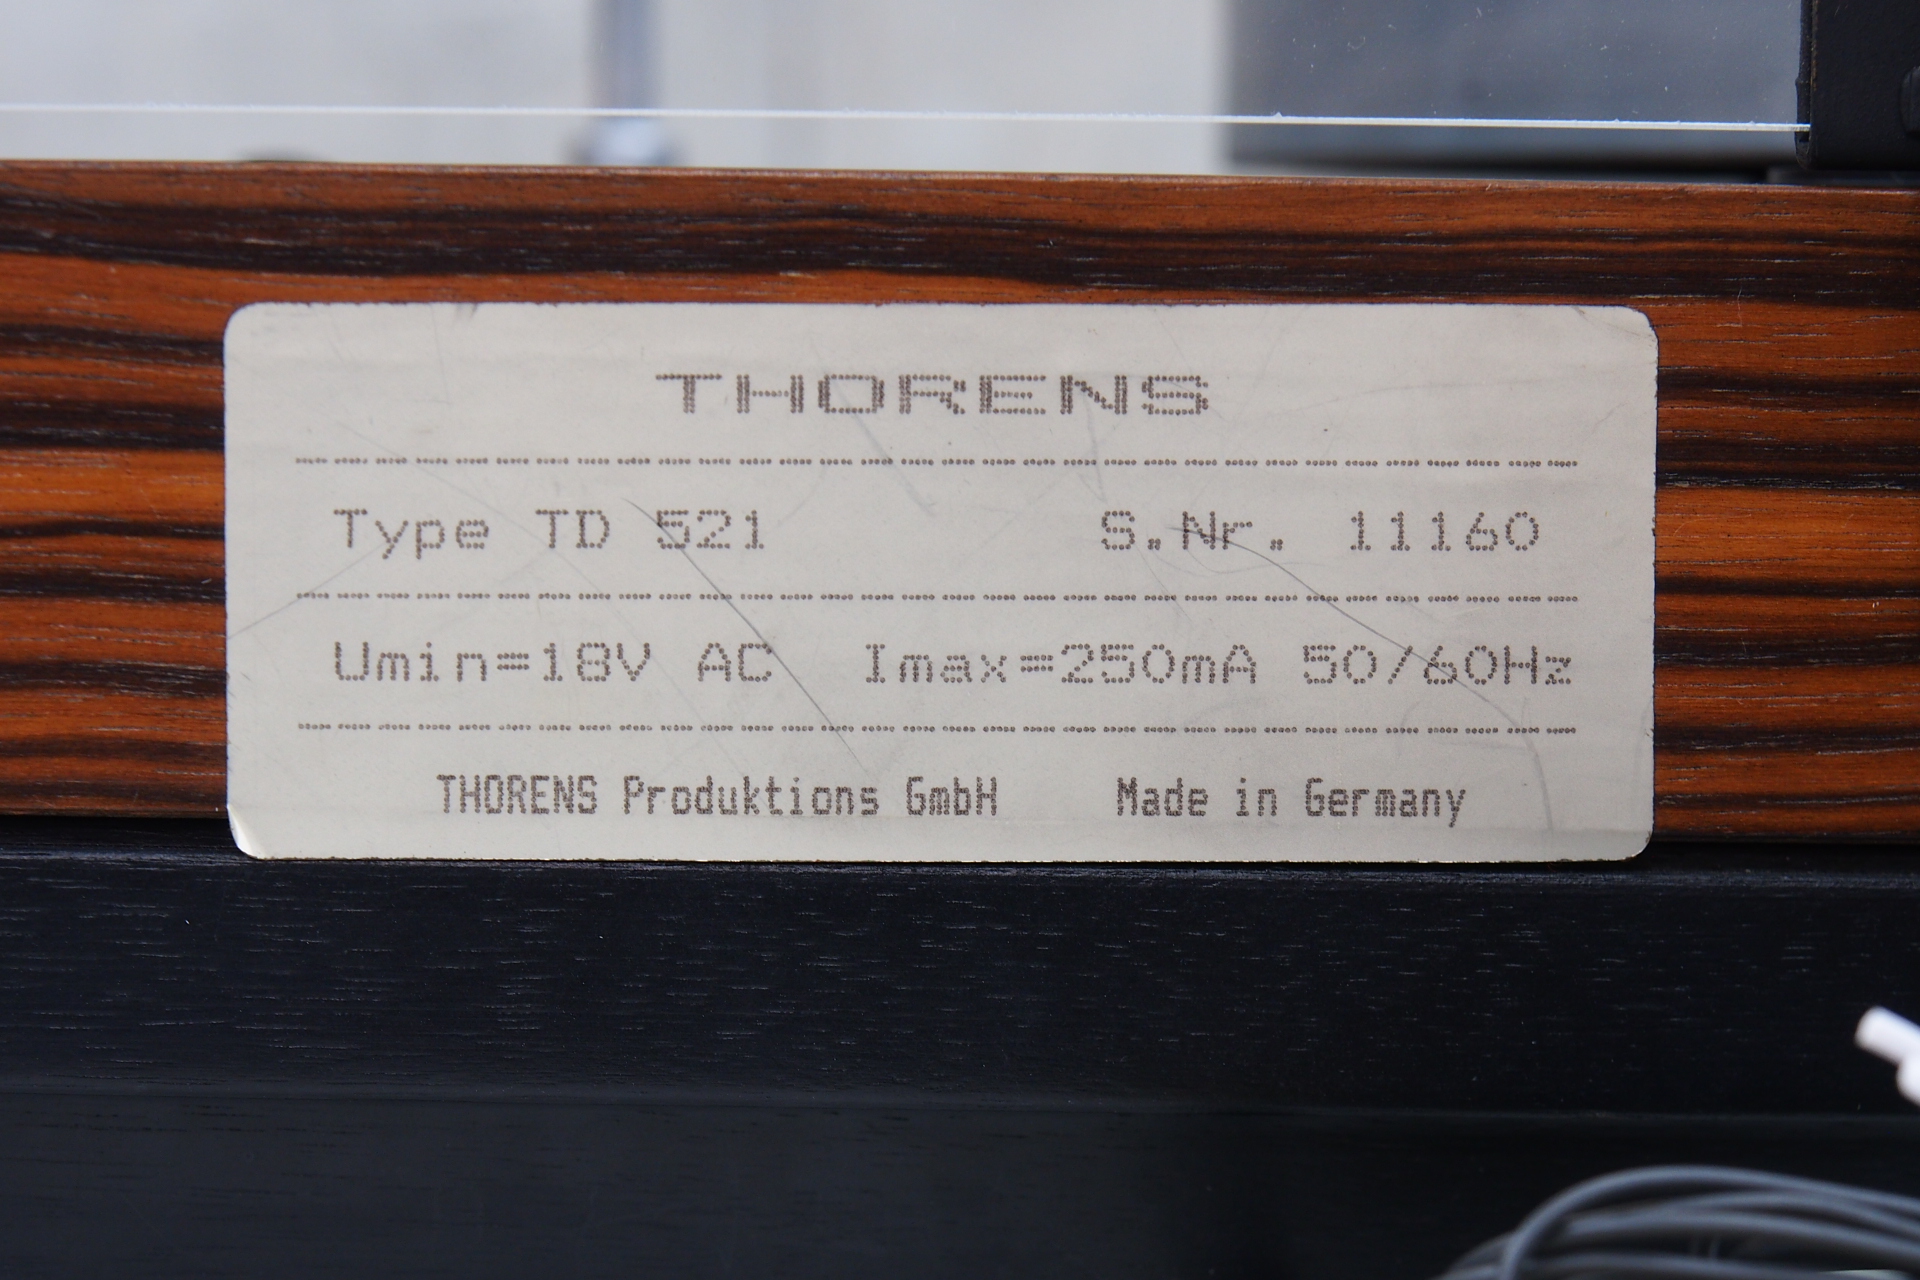 THORENS
Type TD 521 S.Nr. 11160
Umin=18V AC Imax=250mA 50/60Hz
THORENS Produktions GmbH Made in Germany